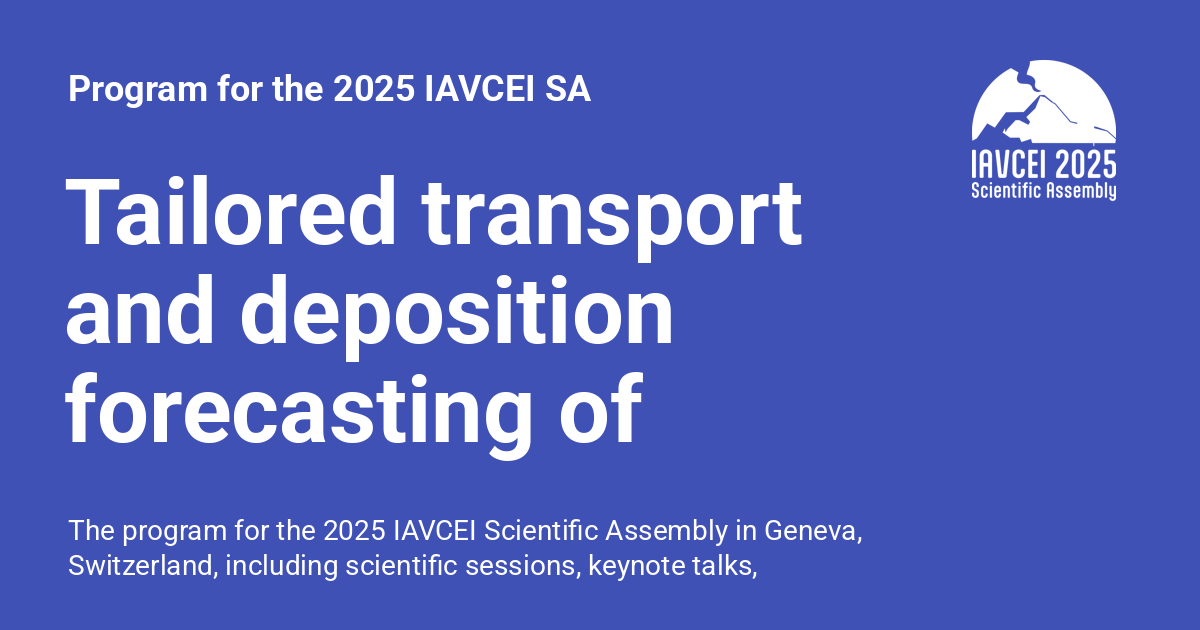 Program for the 2025 IAVCEI SA
IAVCEI 2025
Scientific Assembly
Tailored transport
and deposition
forecasting of
The program for the 2025 IAVCEI Scientific Assembly in Geneva,
Switzerland, including scientific sessions, keynote talks,